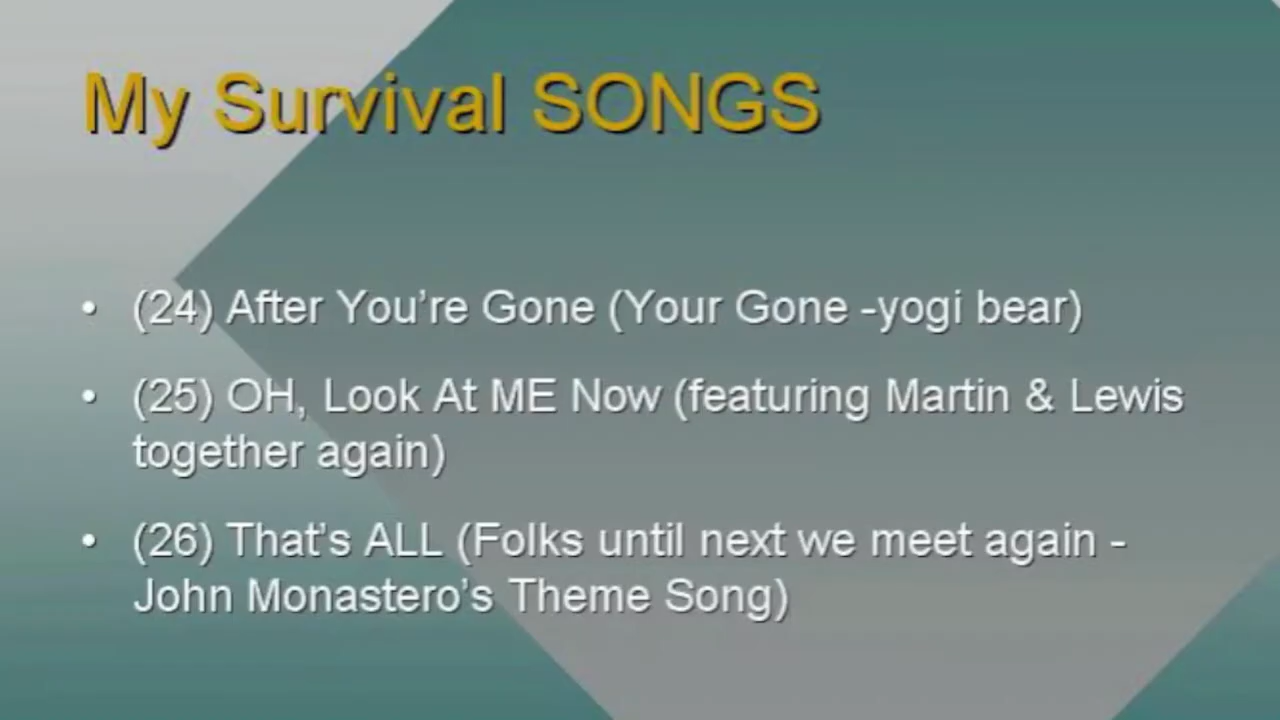 My Survival SONGS
• (24) After You’re Gone (Your Gone -yogi bear)
• (25) OH, Look At ME Now (featuring Martin & Lewis
together again)
• (26) That’s ALL (Folks until next we meet again -
John Monastero’s Theme Song)